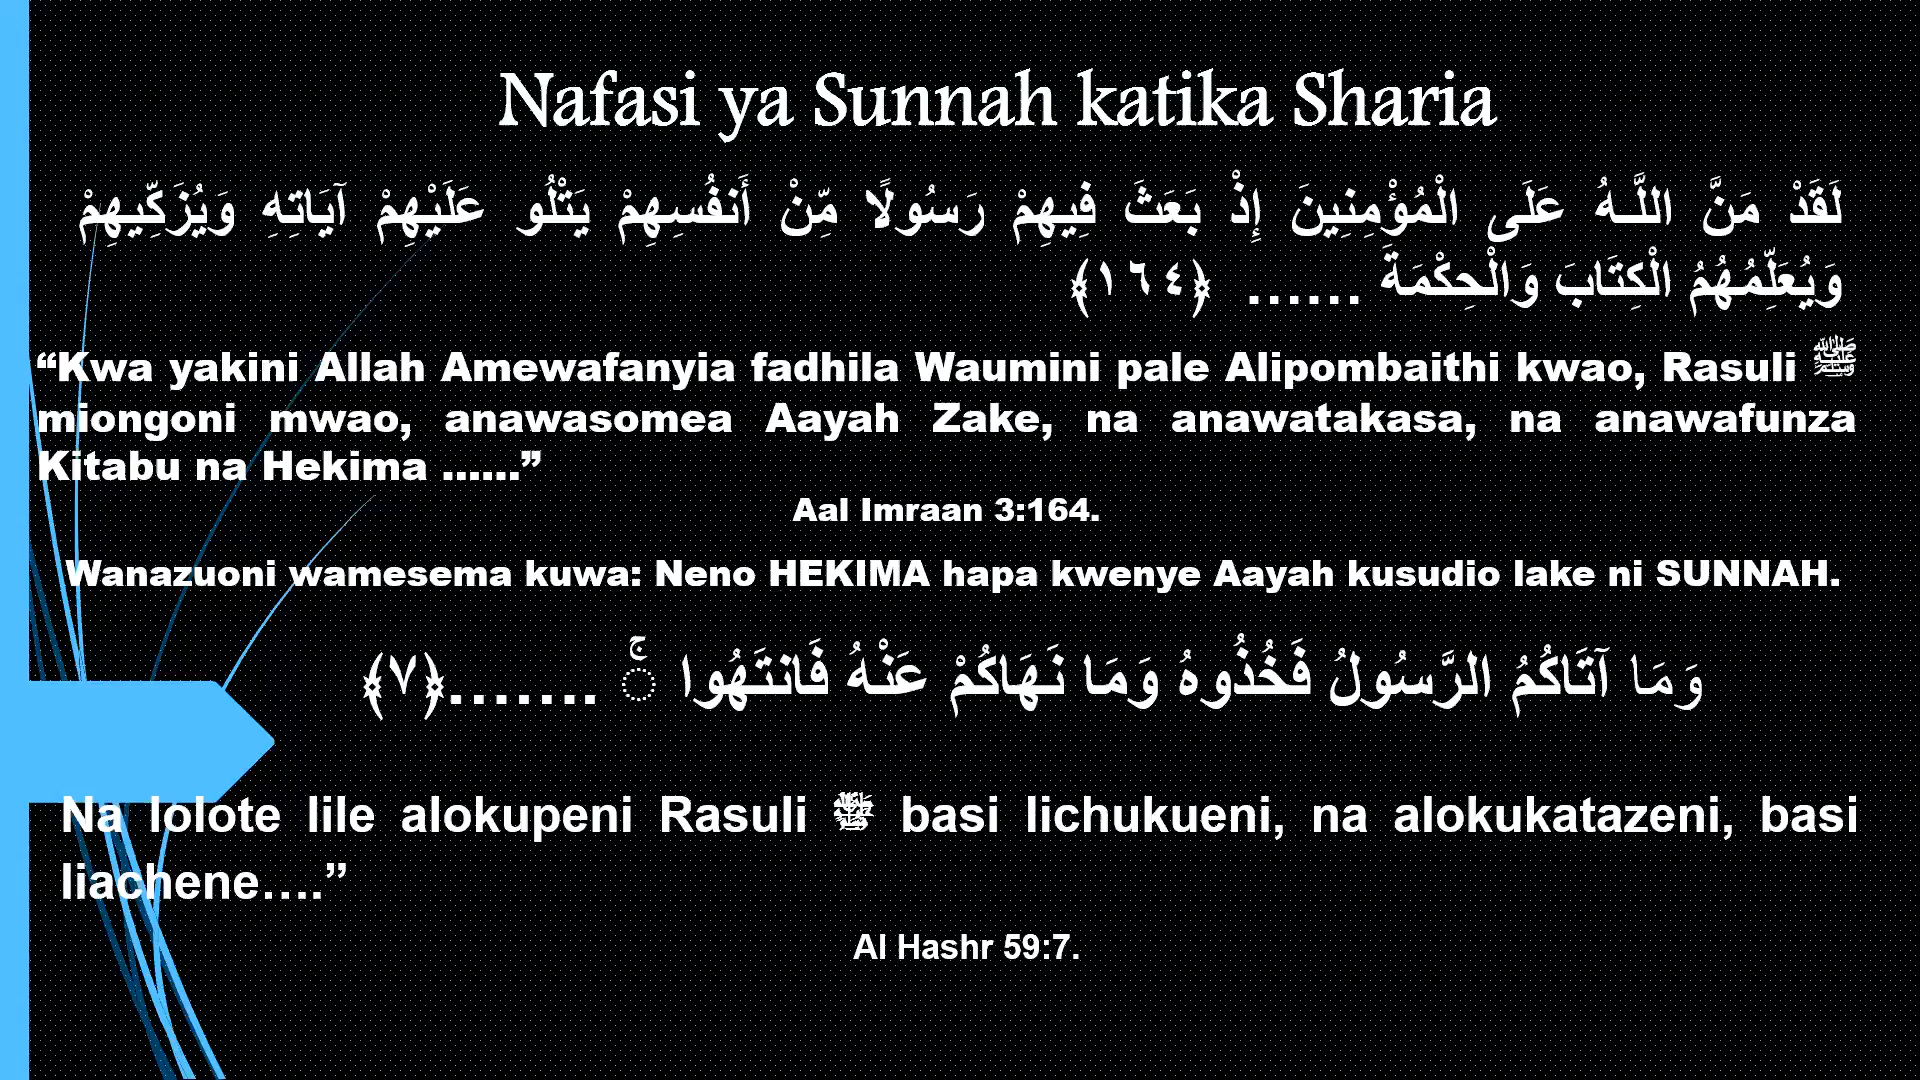 Nafasi ya Sunnah katika Sharia
لَقَدْ مَنَّ اللَّـهُ عَلَى الْمُؤْمِنِينَ إِذْ بَعَثَ فِيهِمْ رَسُولًا مِّنْ أَنفُسِهِمْ يَتْلُو عَلَيْهِمْ آيَاتِهِ وَيُزَكِّيهِمْ
وَيُعَلِّمُهُمُ الْكِتَابَ وَالْحِكْمَةَ ...... ﴿١٦٤﴾
“Kwa yakini Allah Amewafanyia fadhila Waumini pale Alipombaithi kwao, Rasuli ﷺ
miongoni mwao, anawasomea Aayah Zake, na anawatakasa, na anawafunza
Kitabu na Hekima ......”
Aal Imraan 3:164.
Wanazuoni wamesema kuwa: Neno HEKIMA hapa kwenye Aayah kusudio lake ni SUNNAH.
وَمَا آتَاكُمُ الرَّسُولُ فَخُذُوهُ وَمَا نَهَاكُمْ عَنْهُ فَانتَهُوا ۚ .......﴿٧﴾
Na lolote lile alokupeni Rasuli ﷺ basi lichukueni, na alokukatazeni, basi
liachene….”
Al Hashr 59:7.